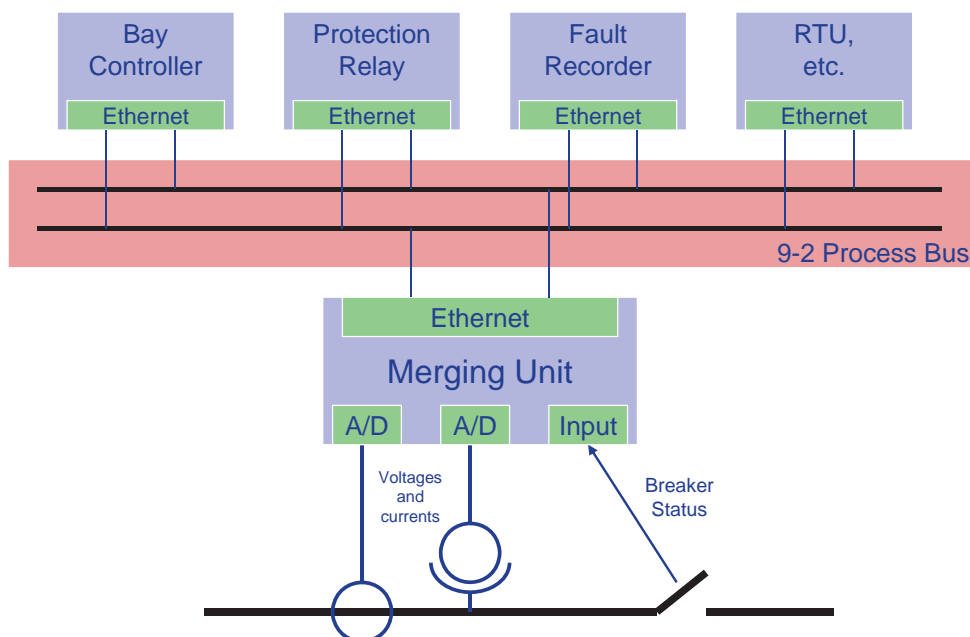 Bay
Controller
Ethernet
Protection
Relay
Ethernet
Fault
Recorder
Ethernet
RTU,
etc.
Ethernet
9-2 Process Bus
Ethernet
Merging Unit
A/D
A/D
Input
Voltages
and
currents
Breaker
Status